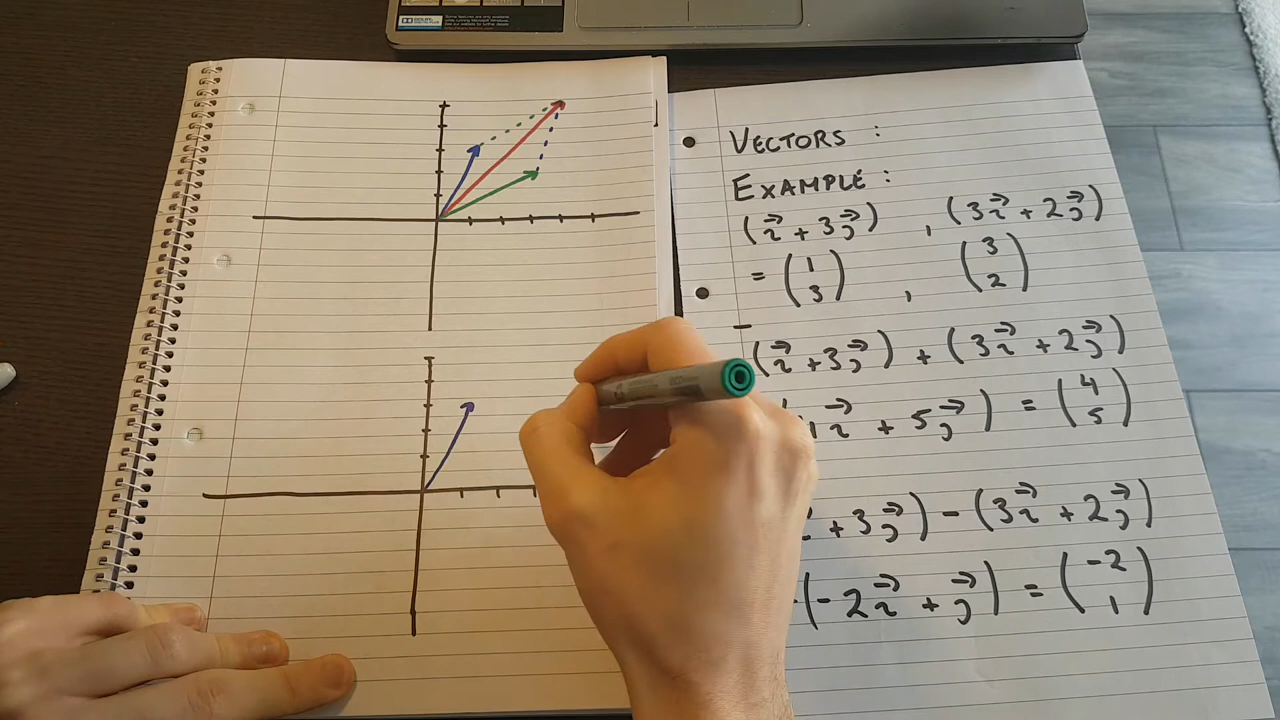 VECTORS :
EXAMPLE :
(i⃗ + 3j⃗) , (3i⃗ + 2j⃗)
= (1 3) , (3 2)
(i⃗ + 3j⃗) + (3i⃗ + 2j⃗)
4i⃗ + 5j⃗) = (4 5)
i⃗ + 3j⃗) - (3i⃗ + 2j⃗)
(-2i⃗ + j⃗) = (-2 1)